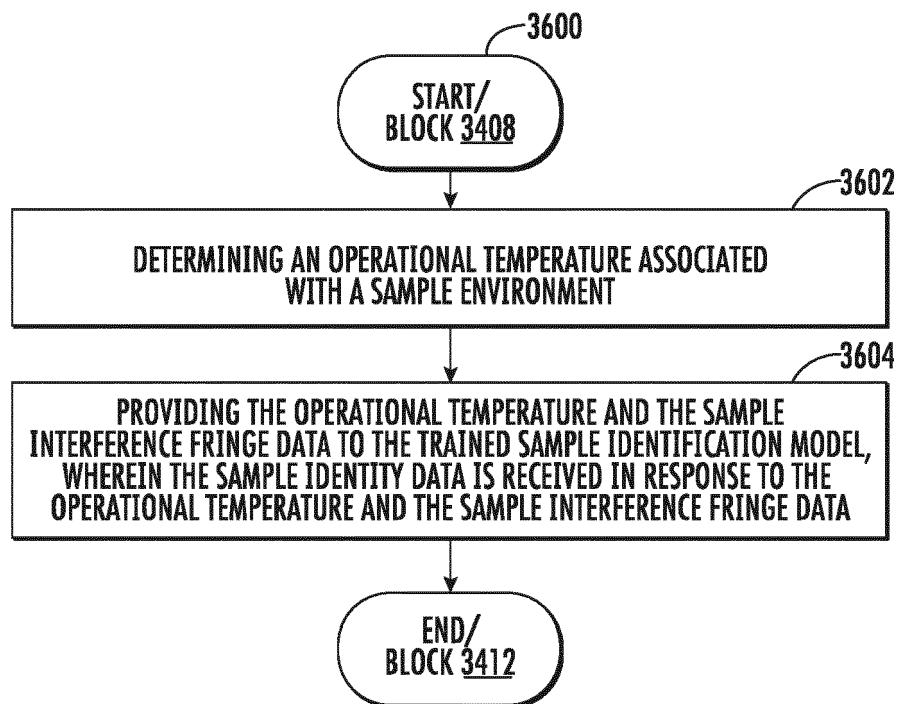 3600
START/
BLOCK 3408
3602
DETERMINING AN OPERATIONAL TEMPERATURE ASSOCIATED
WITH A SAMPLE ENVIRONMENT
3604
PROVIDING THE OPERATIONAL TEMPERATURE AND THE SAMPLE
INTERFERENCE FRINGE DATA TO THE TRAINED SAMPLE IDENTIFICATION MODEL,
WHEREIN THE SAMPLE IDENTITY DATA IS RECEIVED IN RESPONSE TO THE
OPERATIONAL TEMPERATURE AND THE SAMPLE INTERFERENCE FRINGE DATA
END/
BLOCK 3412